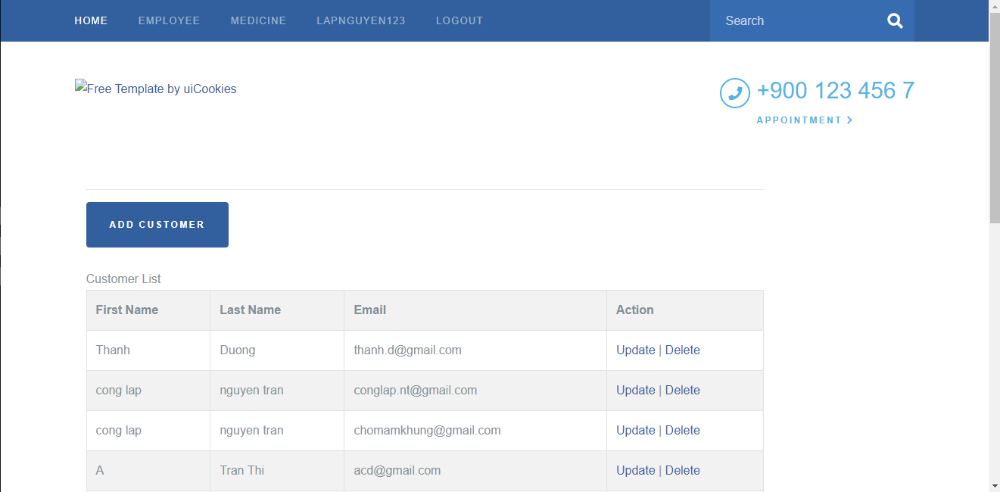 HOME EMPLOYEE MEDICINE LAPNGUYEN123 LOGOUT Search
Free Template by uiCookies
+900 123 456 7
APPOINTMENT
ADD CUSTOMER
Customer List
First Name Last Name Email Action
Thanh Duong thanh.d@gmail.com Update | Delete
cong lap nguyen tran conglap.nt@gmail.com Update | Delete
cong lap nguyen tran chomamkhung@gmail.com Update | Delete
A Tran Thi acd@gmail.com Update | Delete